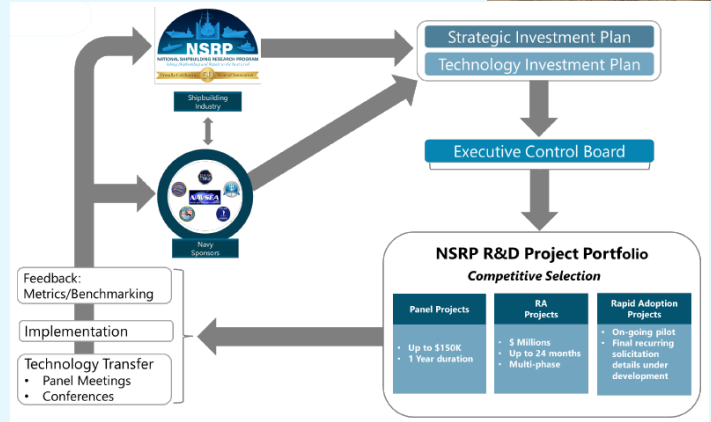 NSRP
NATIONAL SHIPBUILDING RESEARCH PROGRAM
Shipbuilding
Industry
NAVSEA
Navy
Sponsors
Strategic Investment Plan
Technology Investment Plan
Executive Control Board
NSRP R&D Project Portfolio
Competitive Selection
Panel Projects
• Up to $150K
• 1 Year duration
RA
Projects
• $ Millions
• Up to 24 months
• Multi-phase
Rapid Adoption
Projects
• On-going pilot
• Final recurring
solicitation
details under
development
Feedback:
Metrics/Benchmarking
Implementation
Technology Transfer
• Panel Meetings
• Conferences